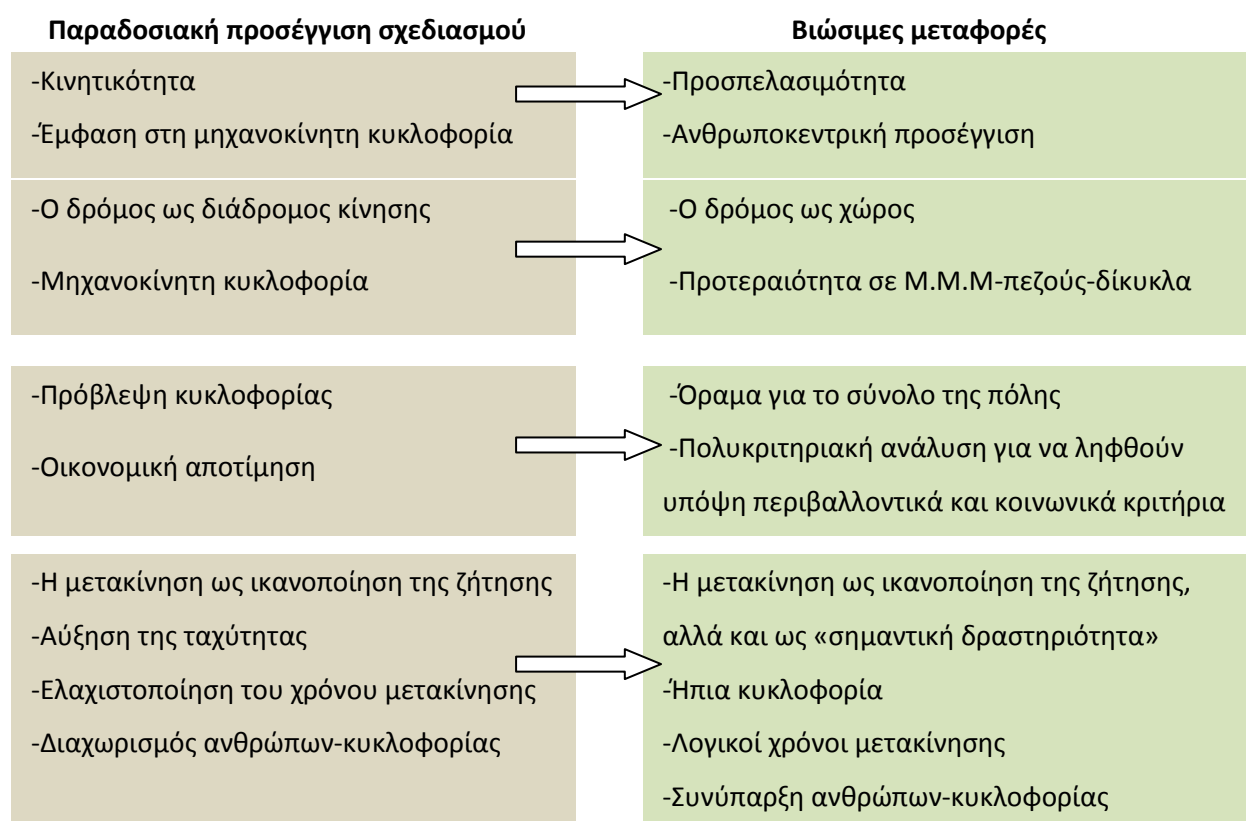 Παραδοσιακή προσέγγιση σχεδιασμού
Βιώσιμες μεταφορές
-Κινητικότητα
-Έμφαση στη μηχανοκίνητη κυκλοφορία
-Προσπελασιμότητα
-Ανθρωποκεντρική προσέγγιση
-Ο δρόμος ως διάδρομος κίνησης
-Μηχανοκίνητη κυκλοφορία
-Ο δρόμος ως χώρος
-Προτεραιότητα σε Μ.Μ.Μ-πεζούς-δίκυκλα
-Πρόβλεψη κυκλοφορίας
-Οικονομική αποτίμηση
-Όραμα για το σύνολο της πόλης
-Πολυκριτηριακή ανάλυση για να ληφθούν
υπόψη περιβαλλοντικά και κοινωνικά κριτήρια
-Η μετακίνηση ως ικανοποίηση της ζήτησης
-Αύξηση της ταχύτητας
-Ελαχιστοποίηση του χρόνου μετακίνησης
-Διαχωρισμός ανθρώπων-κυκλοφορίας
-Η μετακίνηση ως ικανοποίηση της ζήτησης,
αλλά και ως «σημαντική δραστηριότητα»
-Ήπια κυκλοφορία
-Λογικοί χρόνοι μετακίνησης
-Συνύπαρξη ανθρώπων-κυκλοφορίας